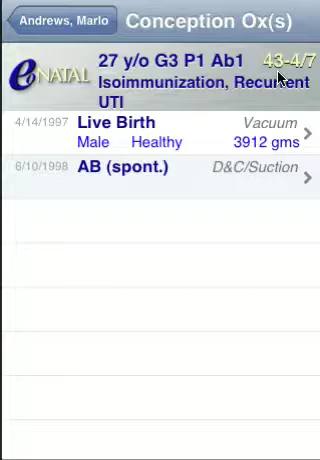 Andrews, Marlo
Conception Ox(s)
eNATAL
27 y/o G3 P1 Ab1
43-4/7
Isoimmunization, Recurrent
UTI
4/14/1997 Live Birth Vacuum
Male Healthy 3912 gms
6/10/1998 AB (spont.) D&C/Suction